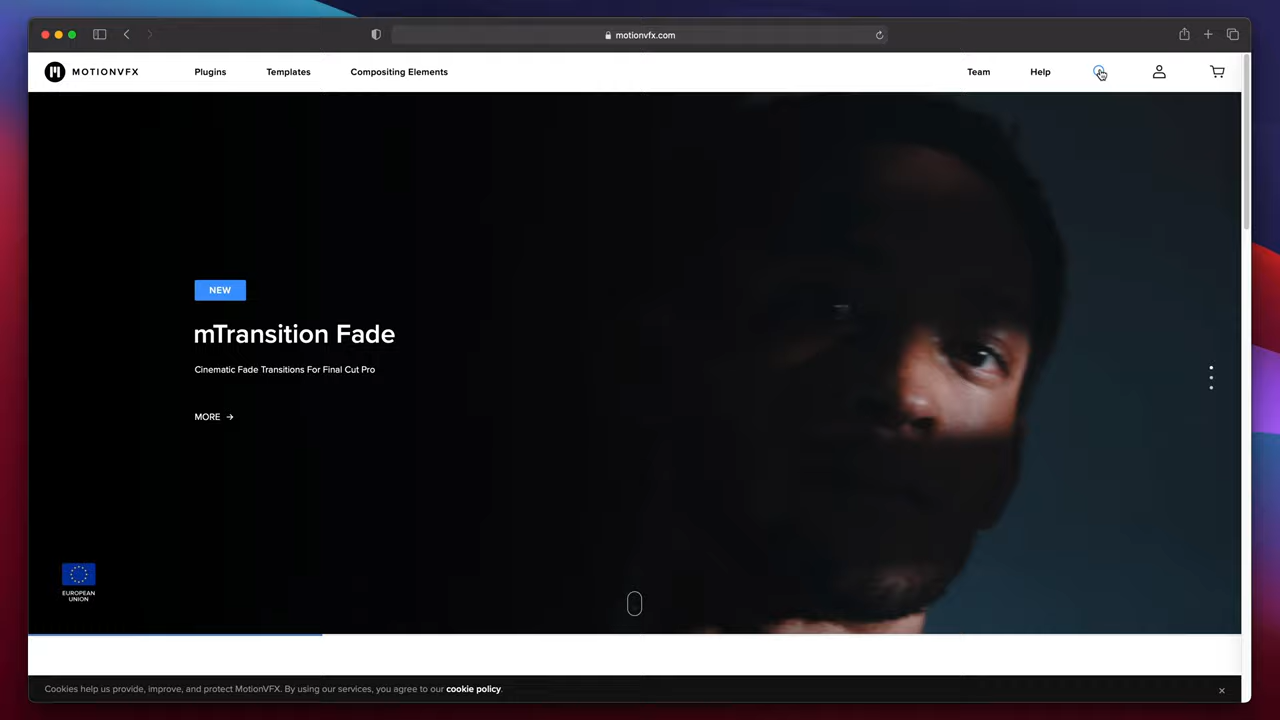 motionvfx.com
MOTIONVFX
Plugins
Templates
Compositing Elements
Team
Help
NEW
mTransition Fade
Cinematic Fade Transitions For Final Cut Pro
MORE →
EUROPEAN
UNION
Cookies help us provide, improve, and protect MotionVFX. By using our services, you agree to our cookie policy.